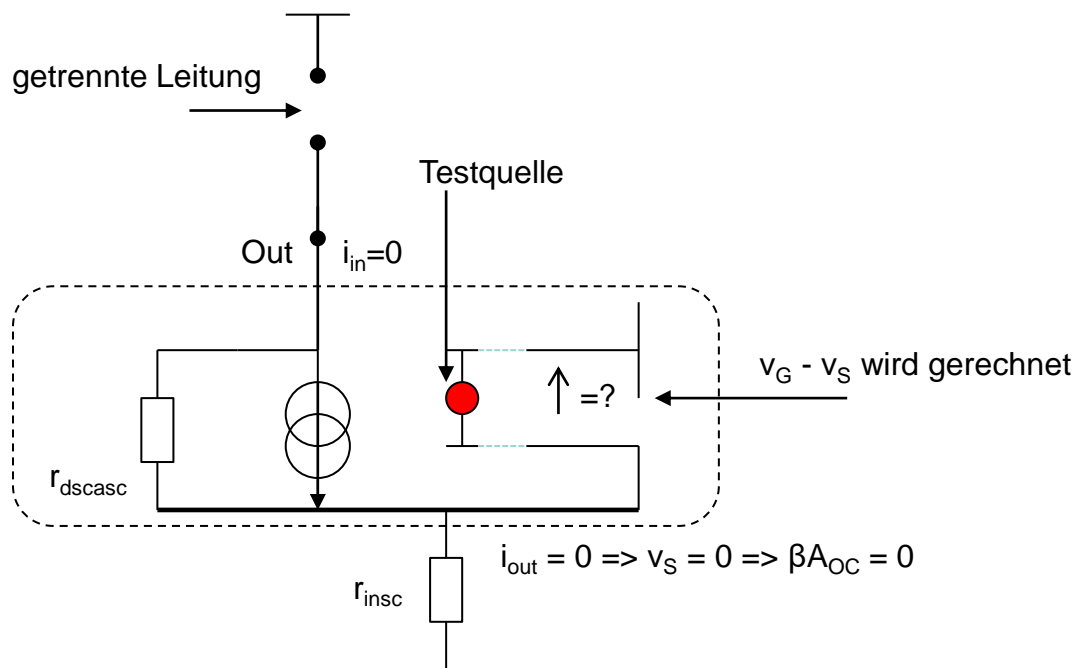 getrennte Leitung
Testquelle
Out
i_in=0
v_G - v_S wird gerechnet
=?
r_dscasc
i_out = 0 => v_S = 0 => βA_OC = 0
r_insc